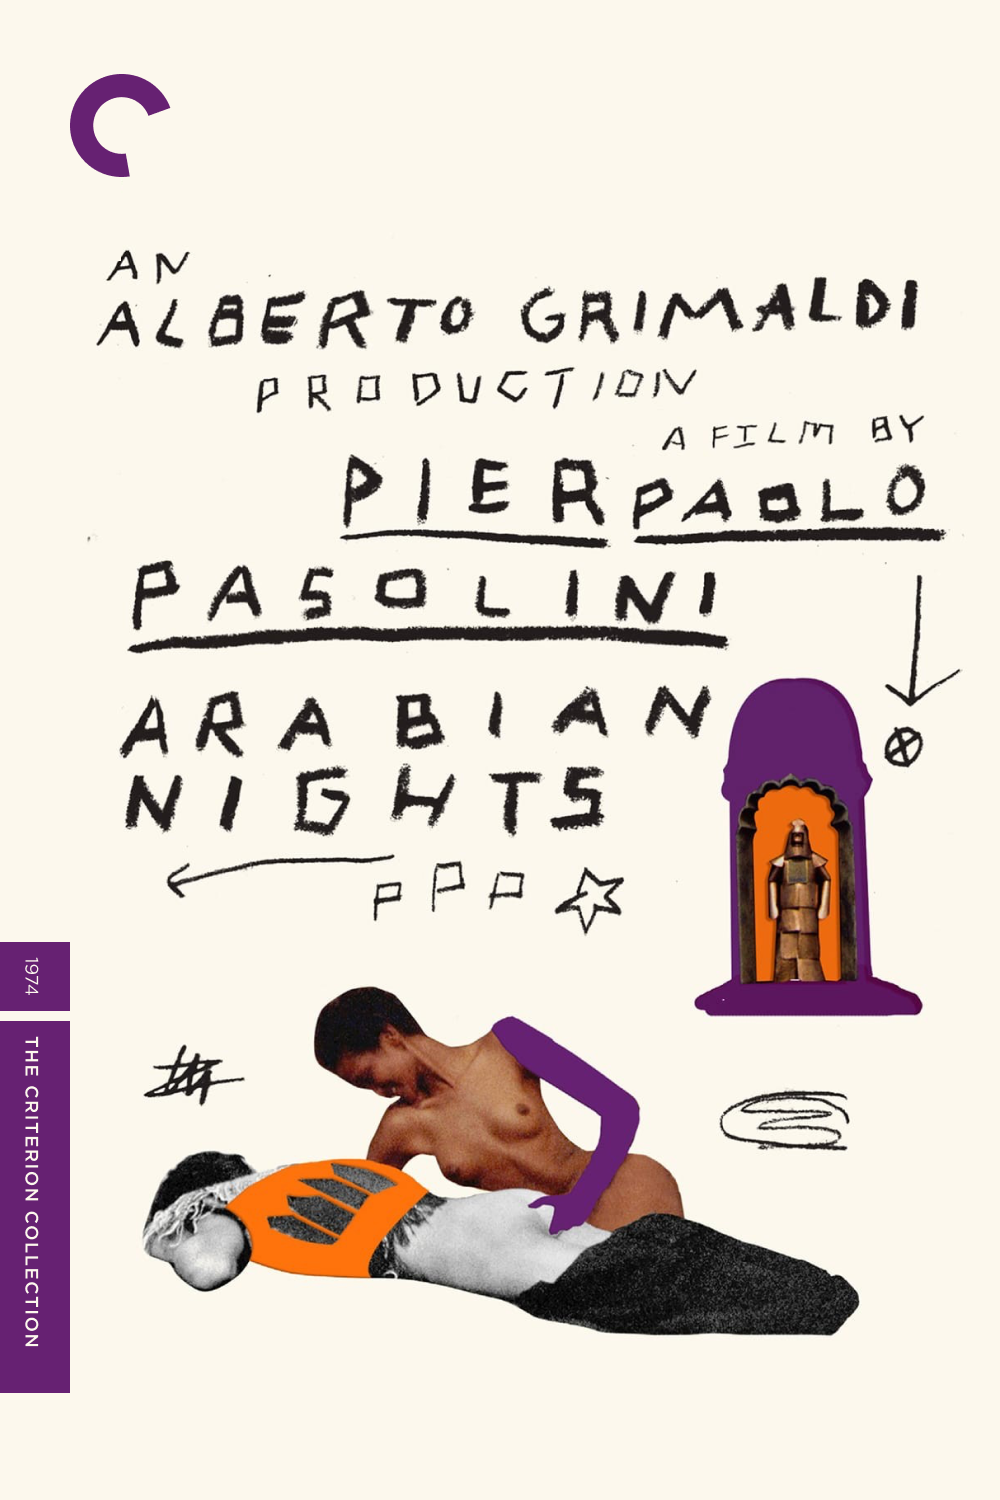 AN
ALBERTO GRIMALDI
PRODUCTION
A FILM BY
PIER PAOLO
PASOLINI
ARABIAN
NIGHTS
PPP
1974
THE CRITERION COLLECTION